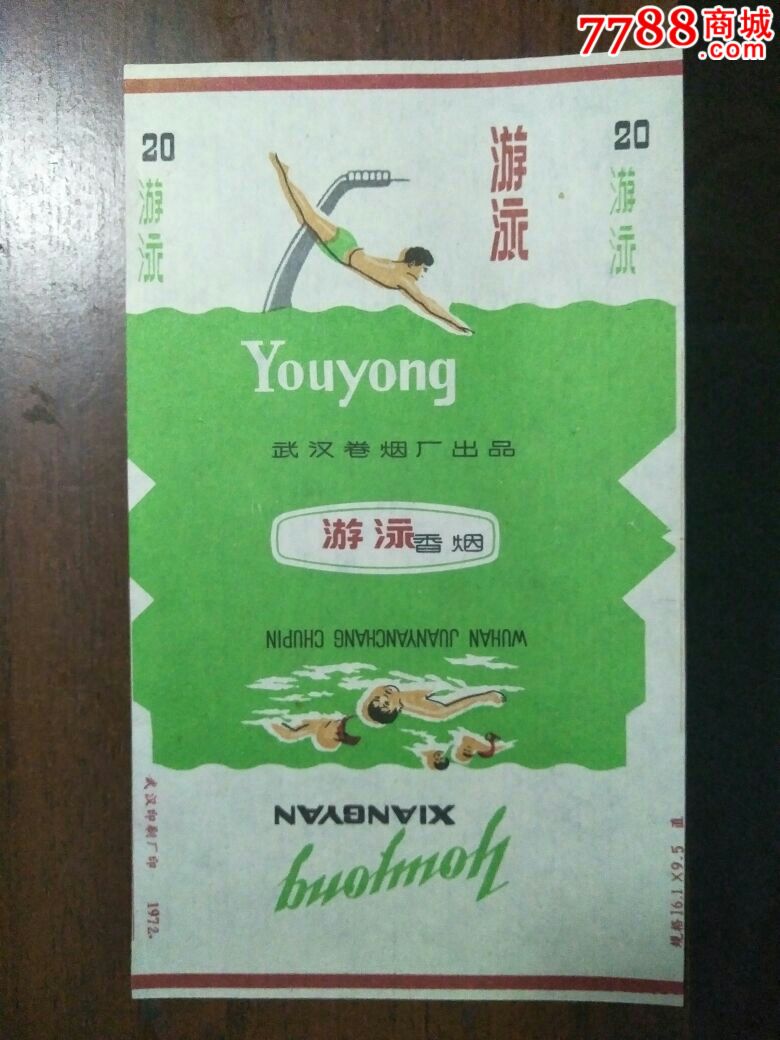 7788商城
.com
20
游泳
游泳
20
游泳
Youyong
武汉卷烟厂出品
游泳香烟
WUHAN JUANYANCHANG CHUPIN
XIANGYAN
Youyong
武汉印刷厂印 1972.
规格16.1×9.5 直